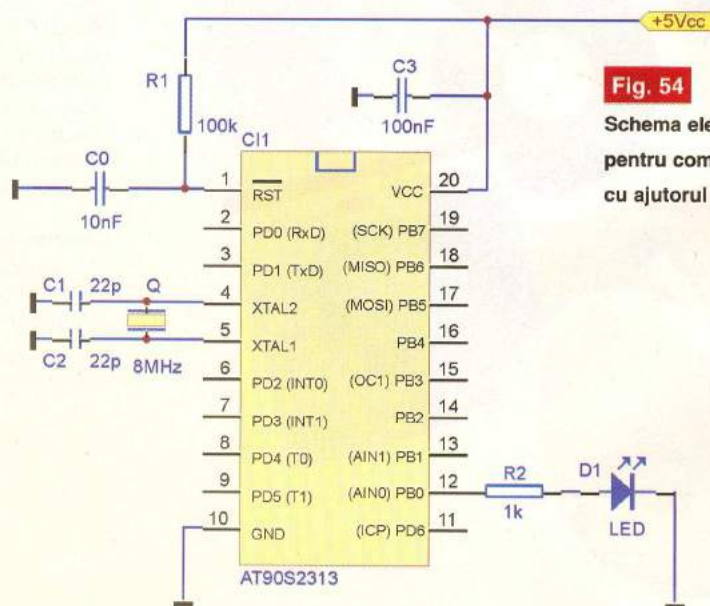 +5Vcc
R1
100k
C3
100nF
Fig. 54
pentru
cu ajutorul
CI1
C0
10nF
1 RST
2 PD0 (RxD)
3 PD1 (TxD)
4 XTAL2
5 XTAL1
6 PD2 (INT0)
7 PD3 (INT1)
8 PD4 (T0)
9 PD5 (T1)
10 GND
VCC 20
(SCK) PB7 19
(MISO) PB6 18
(MOSI) PB5 17
PB4 16
(OC1) PB3 15
PB2 14
(AIN1) PB1 13
(AIN0) PB0 12
(ICP) PD6 11
C1 22p Q
C2 22p 8MHz
R2
1k
D1
LED
AT90S2313
Schema